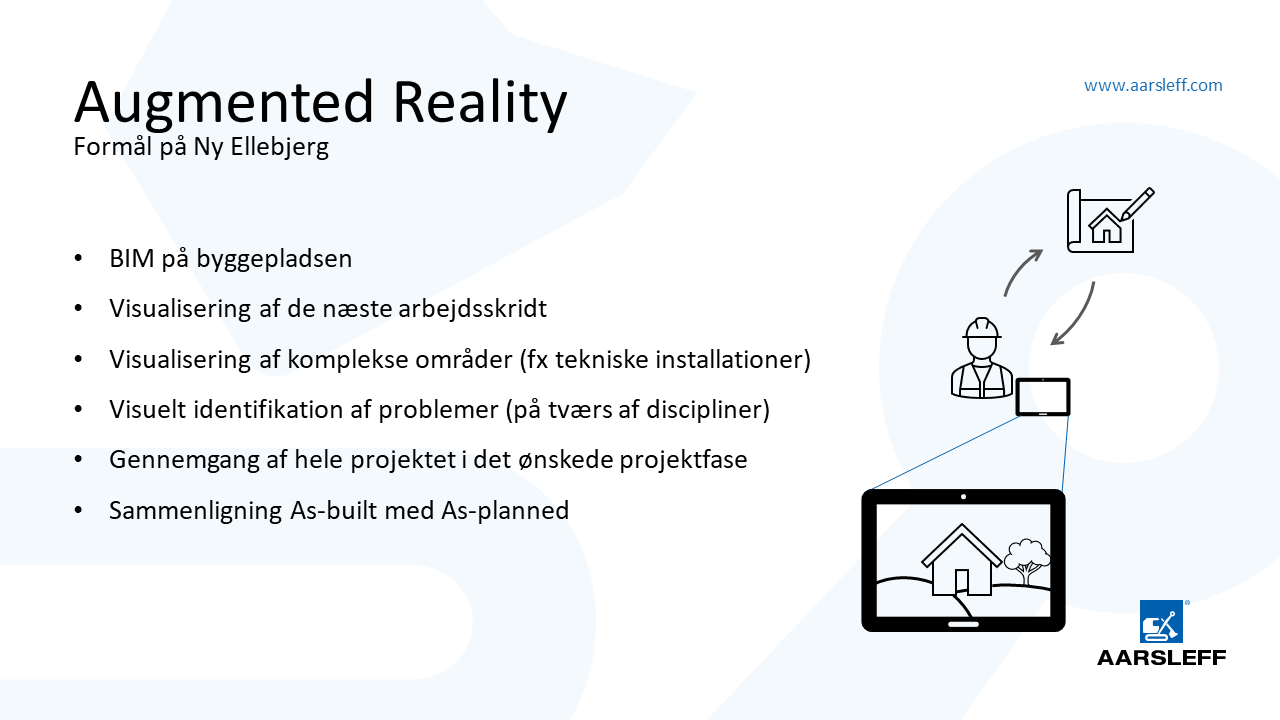 Augmented Reality
www.aarsleff.com
Formål på Ny Ellebjerg
• BIM på byggepladsen
• Visualisering af de næste arbejdsskridt
• Visualisering af komplekse områder (fx tekniske installationer)
• Visuelt identifikation af problemer (på tværs af discipliner)
• Gennemgang af hele projektet i det ønskede projektfase
• Sammenligning As-built med As-planned
®
AARSLEFF